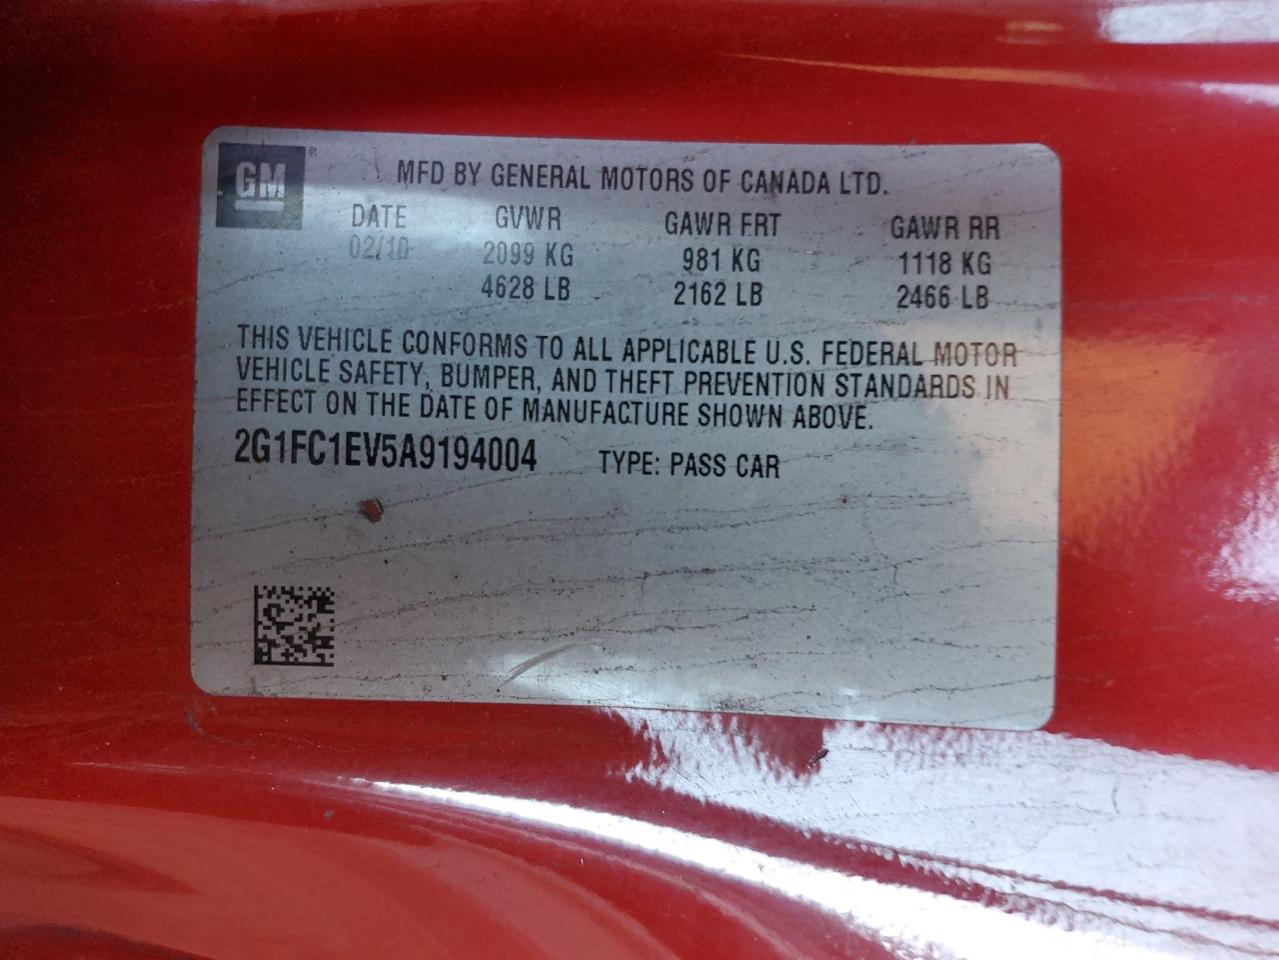 GM
MFD BY GENERAL MOTORS OF CANADA LTD.
DATE GVWR GAWR FRT GAWR RR
02/10 2099 KG 981 KG 1118 KG
4628 LB 2162 LB 2466 LB
THIS VEHICLE CONFORMS TO ALL APPLICABLE U.S. FEDERAL MOTOR
VEHICLE SAFETY, BUMPER, AND THEFT PREVENTION STANDARDS IN
EFFECT ON THE DATE OF MANUFACTURE SHOWN ABOVE.
2G1FC1EV5A9194004 TYPE: PASS CAR